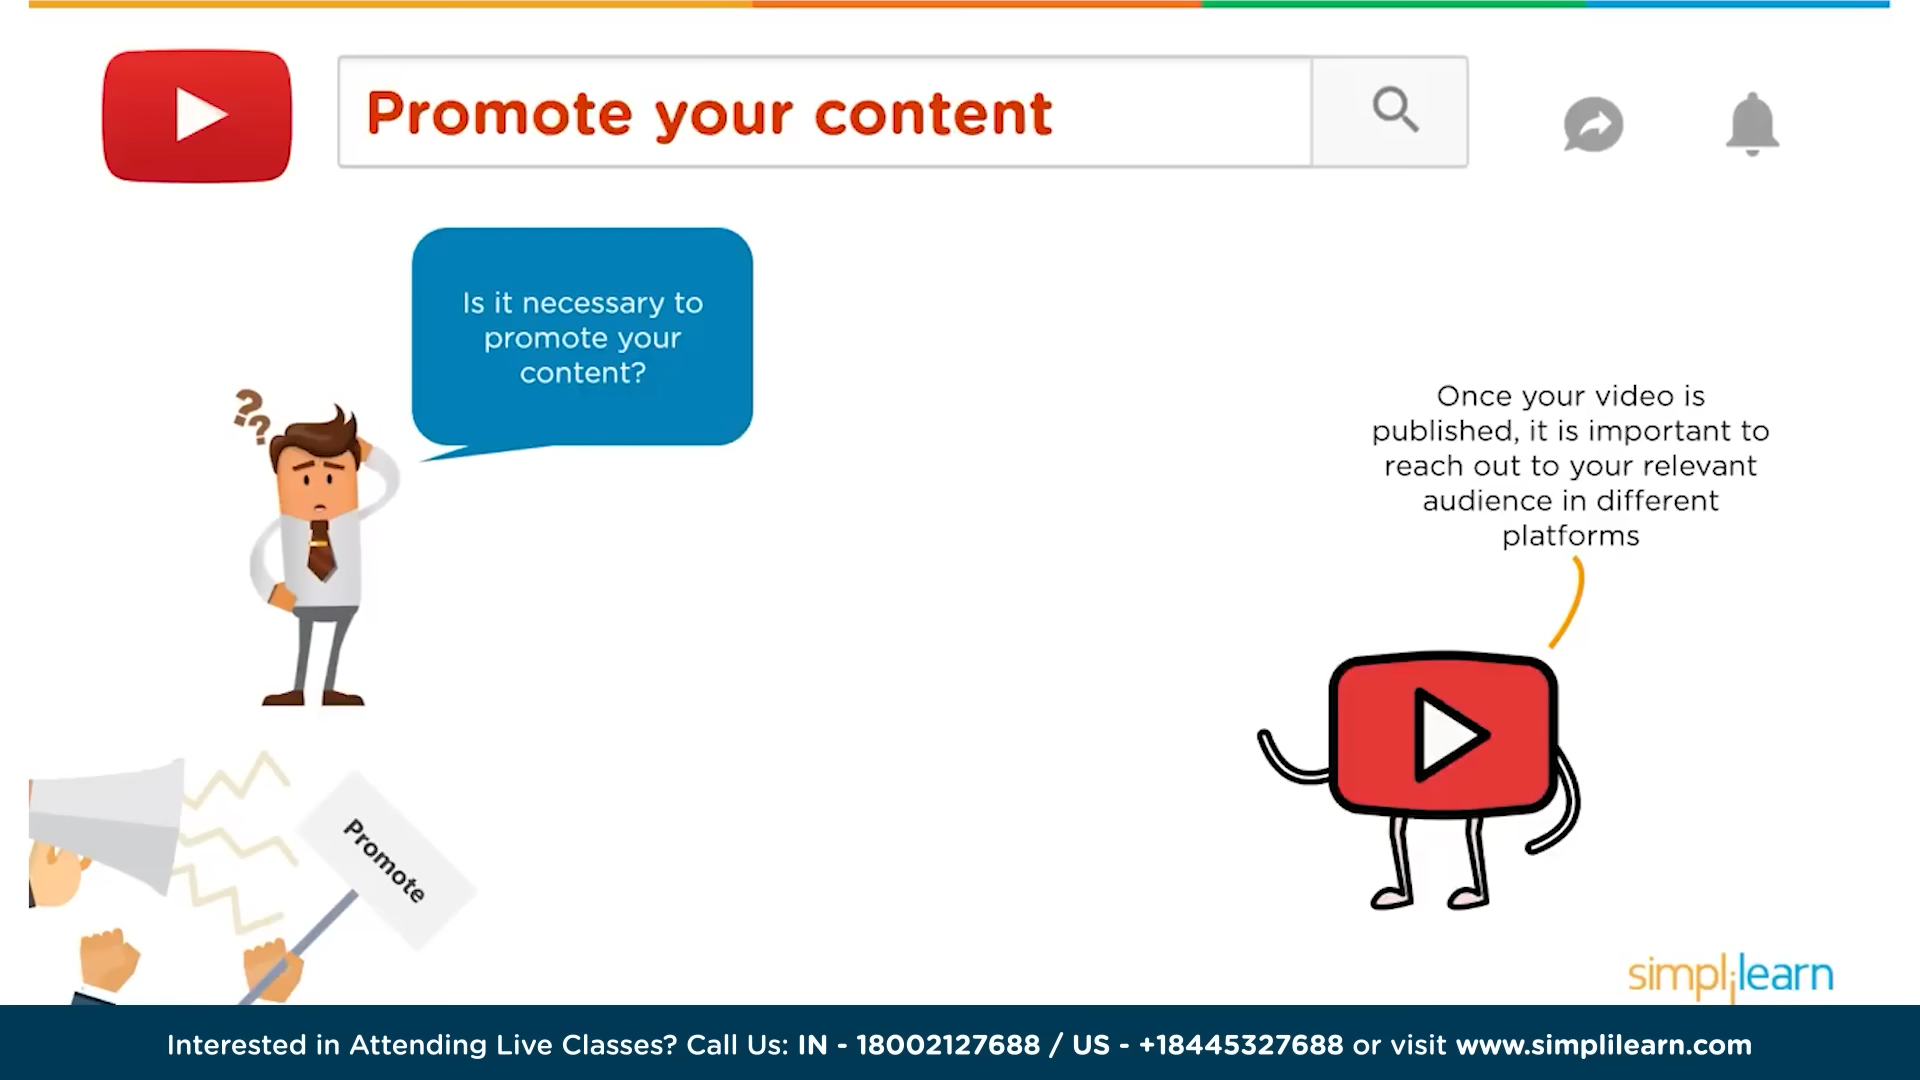 Promote your content
Is it necessary to
promote your
content?
??
Once your video is
published, it is important to
reach out to your relevant
audience in different
platforms
Promote
simplilearn
Interested in Attending Live Classes? Call Us: IN - 18002127688 / US - +18445327688 or visit www.simplilearn.com